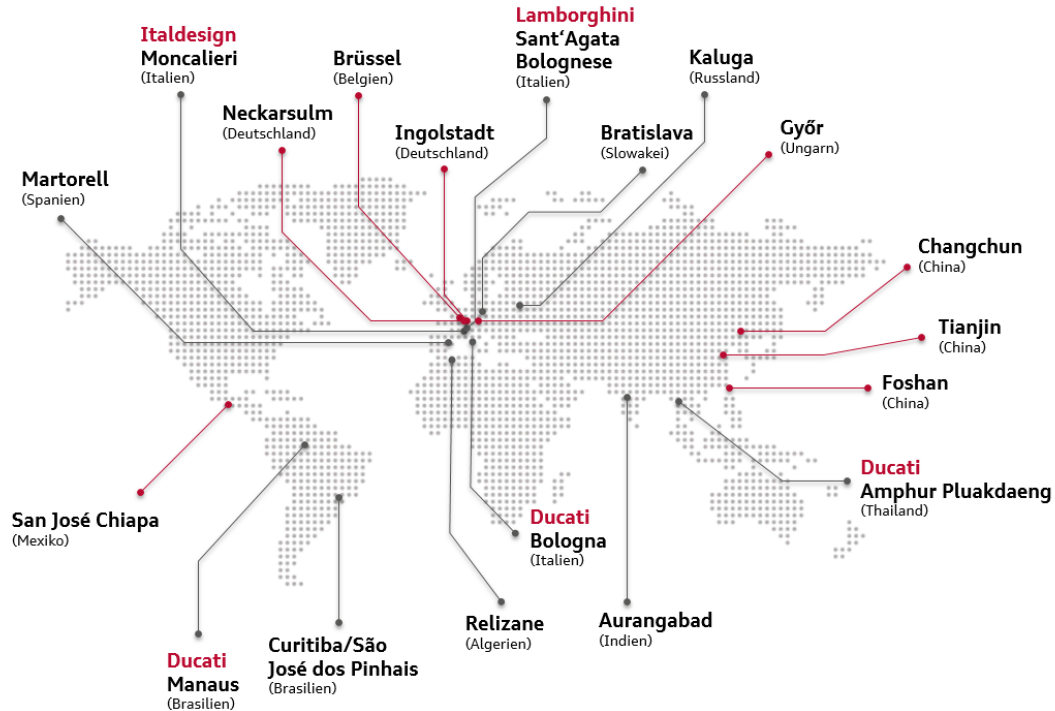 Italdesign
Moncalieri
(Italien)
Brüssel
(Belgien)
Lamborghini
Sant‘Agata
Bolognese
(Italien)
Kaluga
(Russland)
Neckarsulm
(Deutschland)
Ingolstadt
(Deutschland)
Bratislava
(Slowakei)
Győr
(Ungarn)
Martorell
(Spanien)
Changchun
(China)
Tianjin
(China)
Foshan
(China)
Ducati
Amphur Pluakdaeng
(Thailand)
San José Chiapa
(Mexiko)
Ducati
Bologna
(Italien)
Relizane
(Algerien)
Aurangabad
(Indien)
Curitiba/São
José dos Pinhais
(Brasilien)
Ducati
Manaus
(Brasilien)